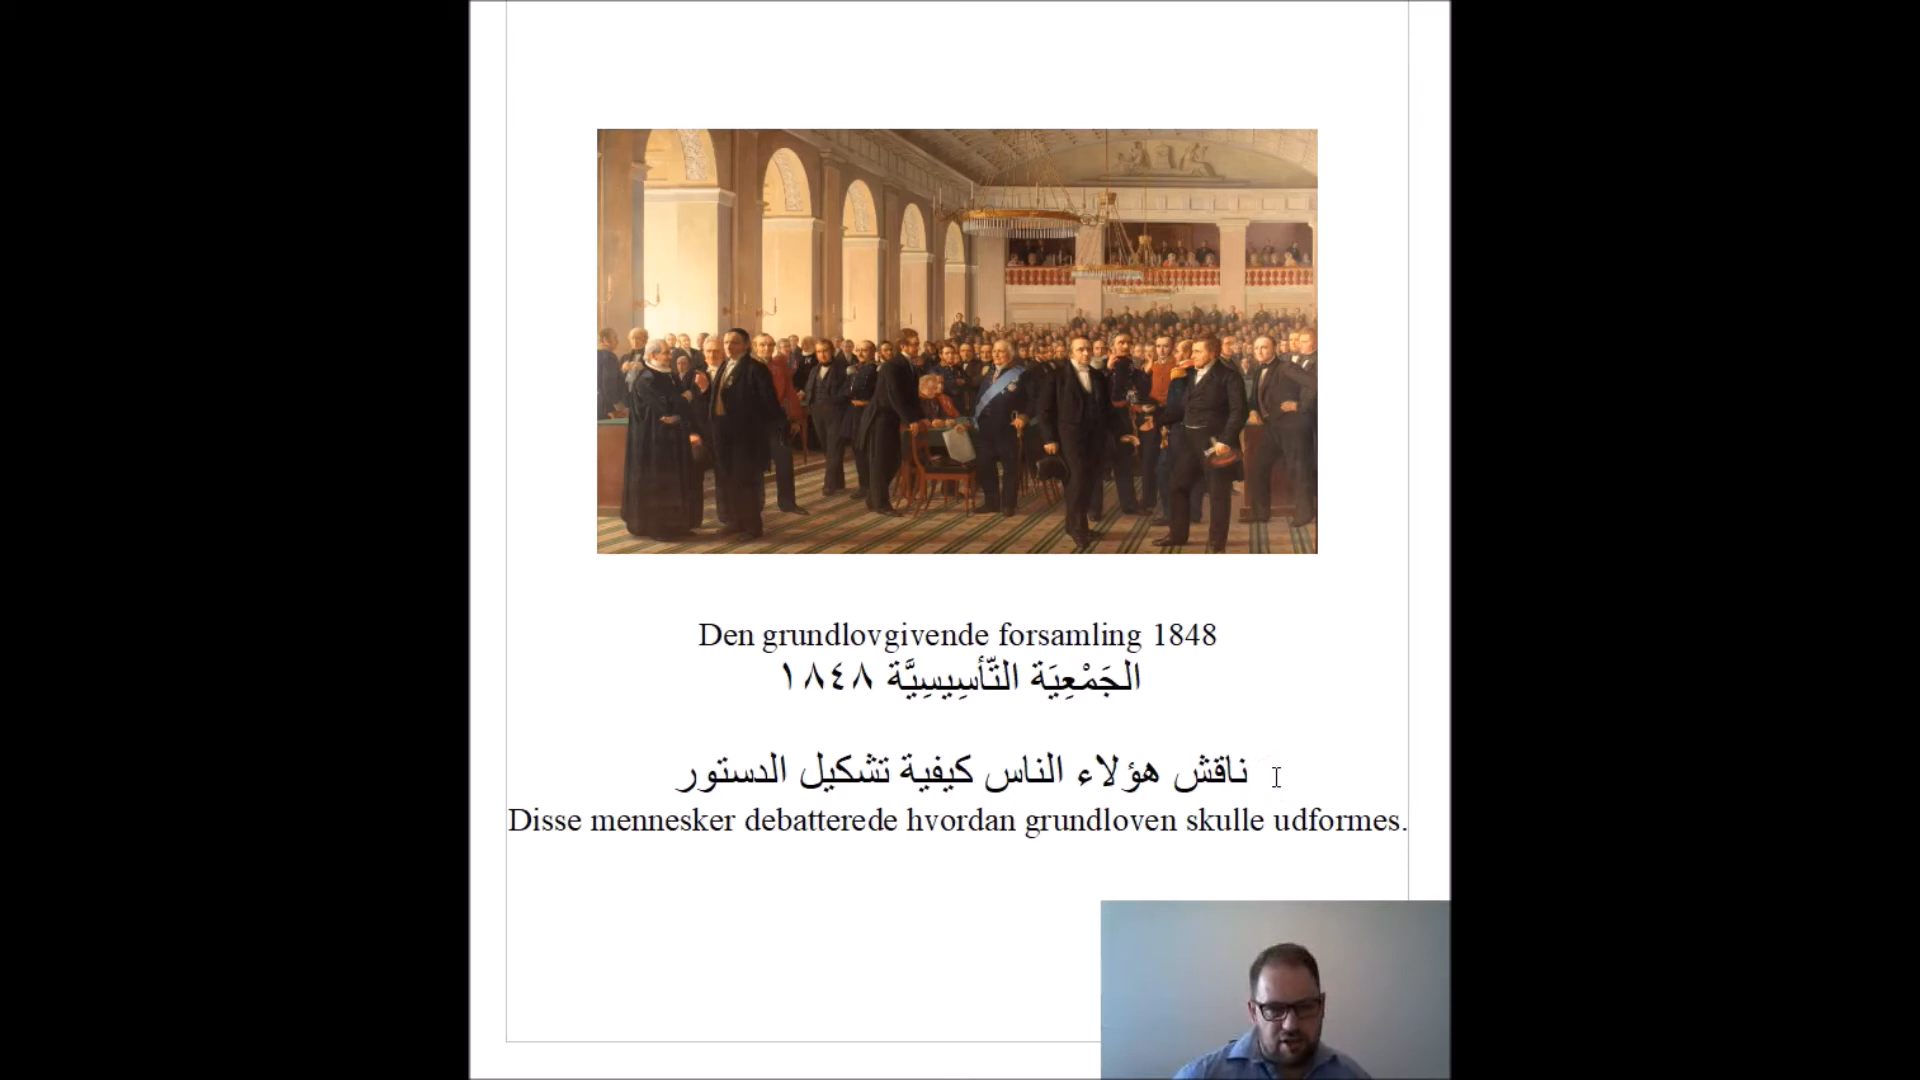 Den grundlovgivende forsamling 1848
الجَمْعِيَة التّأسِيسِيَّة ١٨٤٨
ناقش هؤلاء الناس كيفية تشكيل الدستور
Disse mennesker debatterede hvordan grundloven skulle udformes.